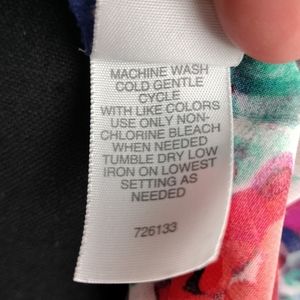 MACHINE WASH
COLD GENTLE
CYCLE
WITH LIKE COLORS
USE ONLY NON-
CHLORINE BLEACH
WHEN NEEDED
TUMBLE DRY LOW
IRON ON LOWEST
SETTING AS
NEEDED
726133